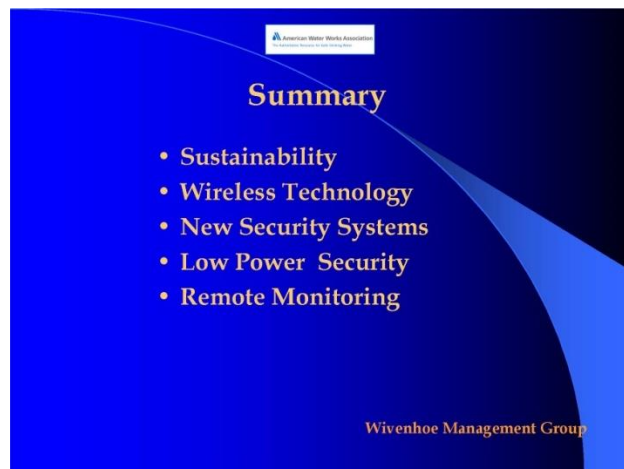 American Water Works Association
Summary
• Sustainability
• Wireless Technology
• New Security Systems
• Low Power  Security
• Remote Monitoring
Wivenhoe Management Group